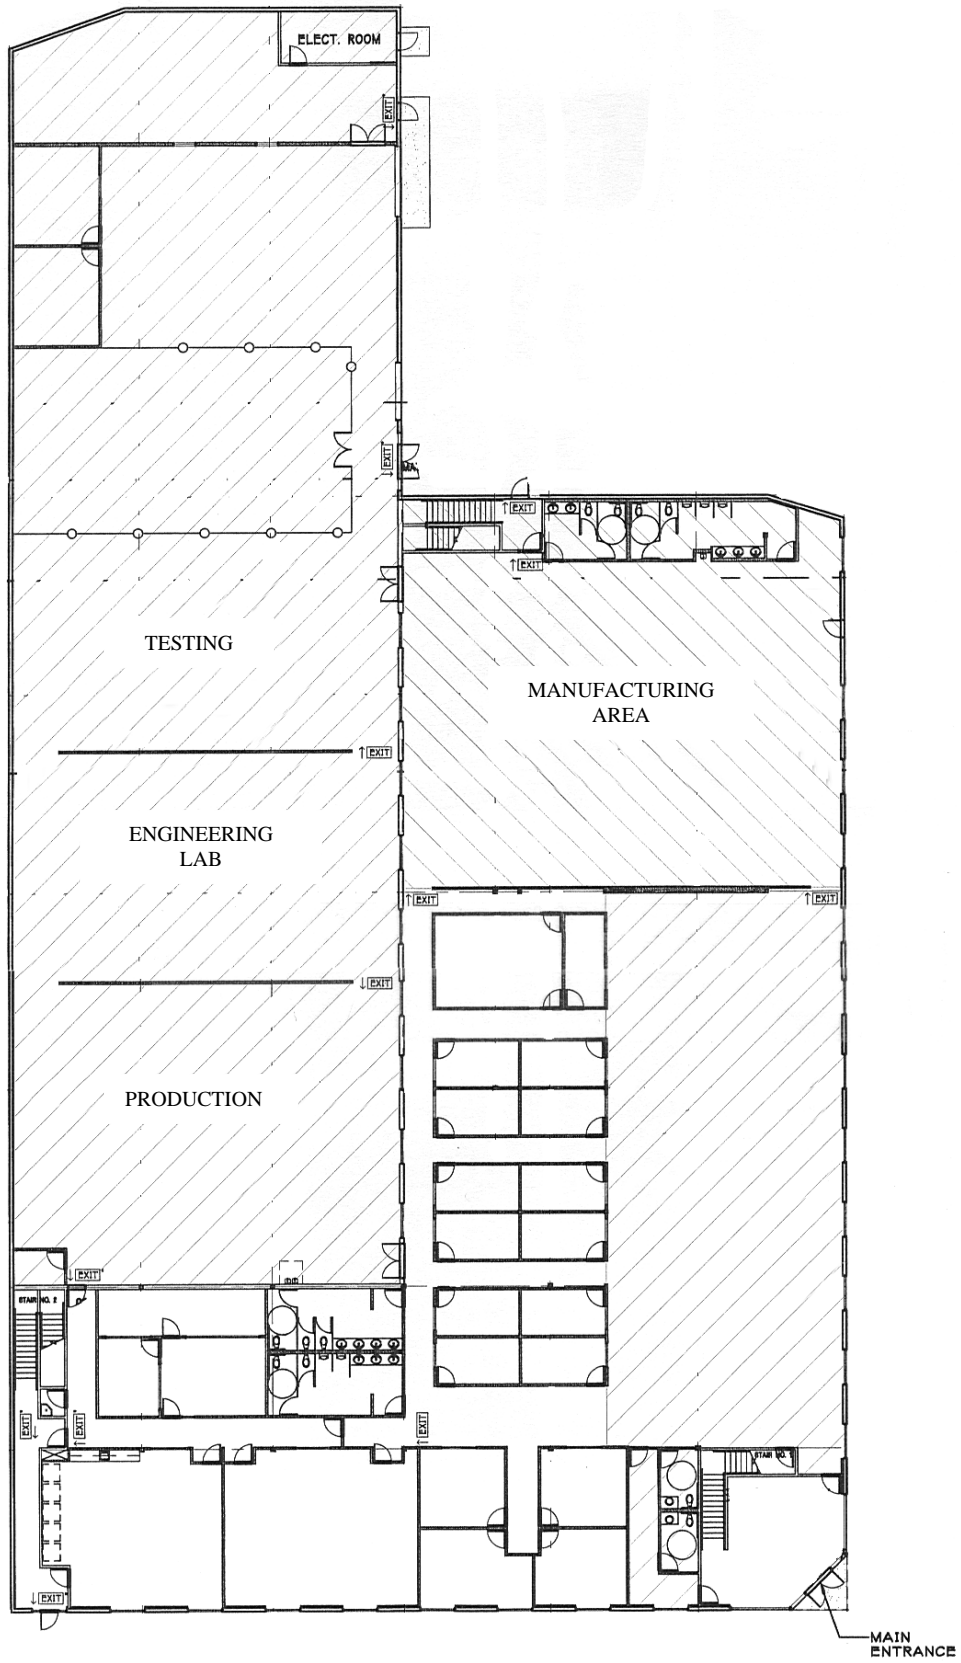 ELECT. ROOM
EXIT
EXIT
EXIT
EXIT
TESTING
MANUFACTURING
AREA
EXIT
ENGINEERING
LAB
EXIT
EXIT
EXIT
PRODUCTION
EXIT
STAIR NO. 2
EXIT
EXIT
EXIT
STAIR NO. 1
EXIT
MAIN
ENTRANCE